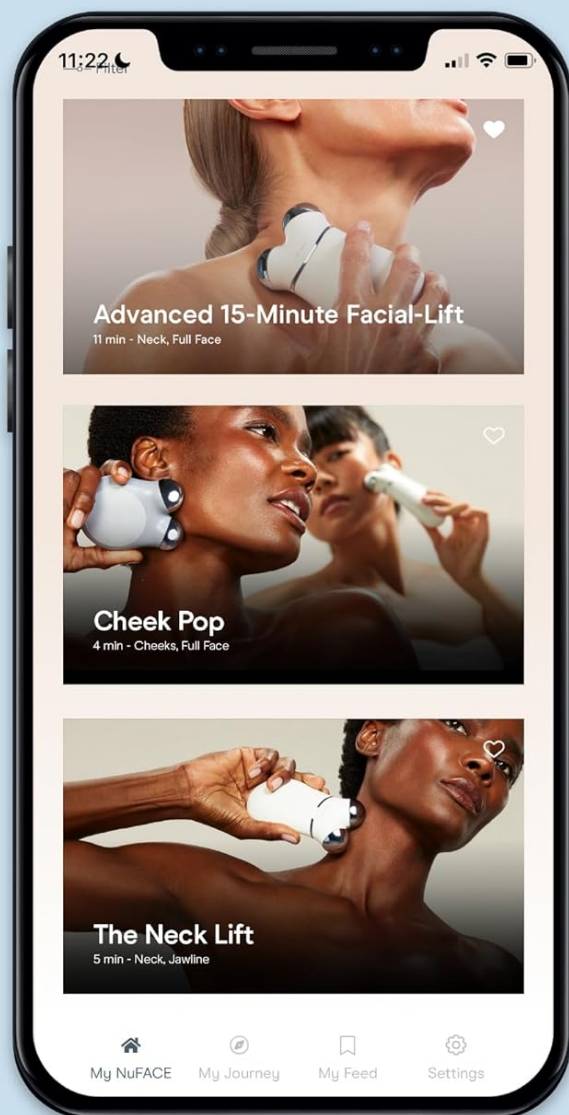 11:22
Filter
Advanced 15-Minute Facial-Lift
11 min - Neck, Full Face
Cheek Pop
4 min - Cheeks, Full Face
The Neck Lift
5 min - Neck, Jawline
My NuFACE My Journey My Feed Settings